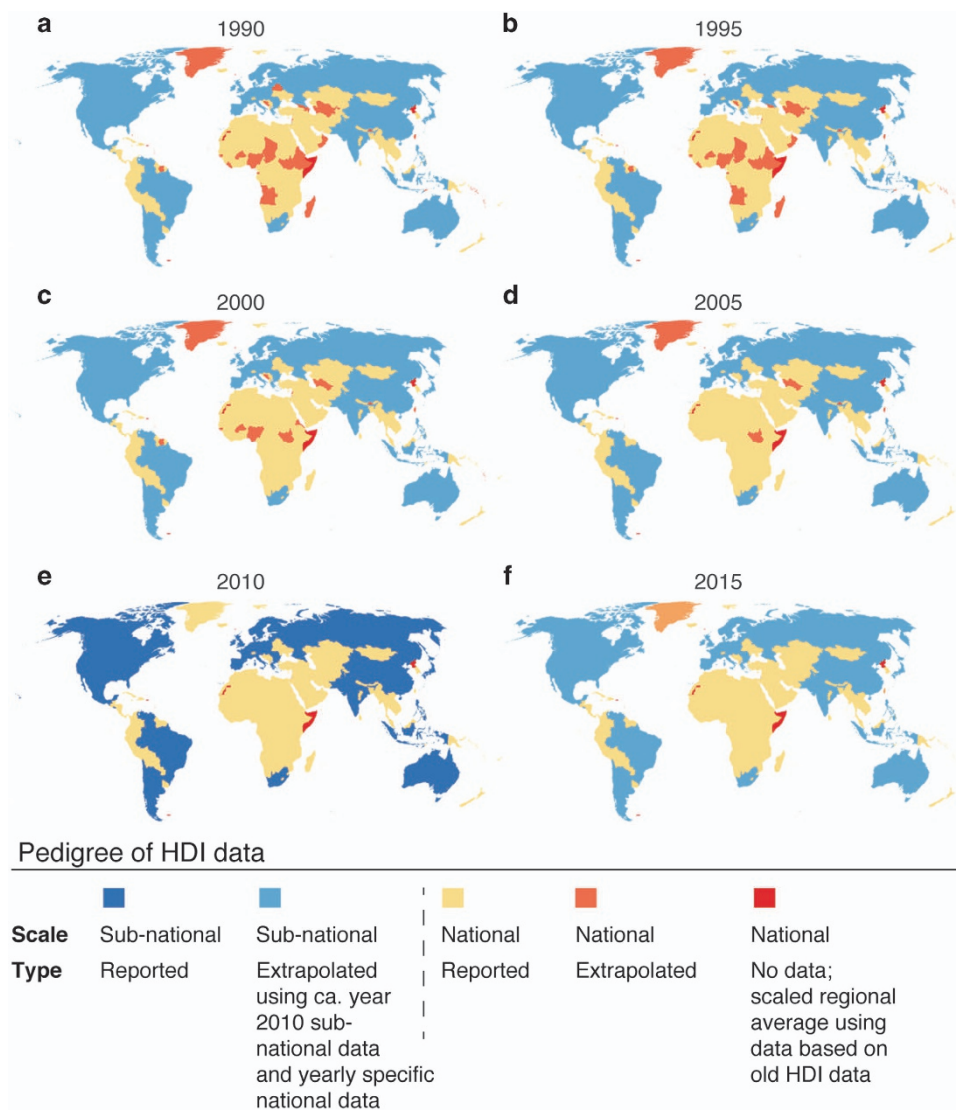 a 1990
b 1995
c 2000
d 2005
e 2010
f 2015
Pedigree of HDI data
Scale Sub-national Sub-national National National National
Type Reported Extrapolated Reported Extrapolated No data;
using ca. year scaled regional
2010 sub- average using
national data data based on
and yearly specific old HDI data
national data